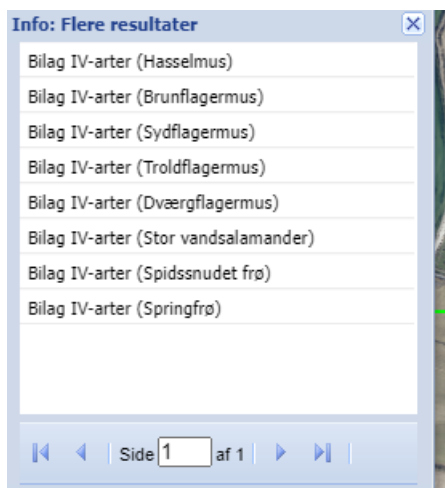 Info: Flere resultater
Bilag IV-arter (Hasselmus)
Bilag IV-arter (Brunflagermus)
Bilag IV-arter (Sydflagermus)
Bilag IV-arter (Troldflagermus)
Bilag IV-arter (Dværgflagermus)
Bilag IV-arter (Stor vandsalamander)
Bilag IV-arter (Spidssnudet frø)
Bilag IV-arter (Springfrø)
Side 1 af 1